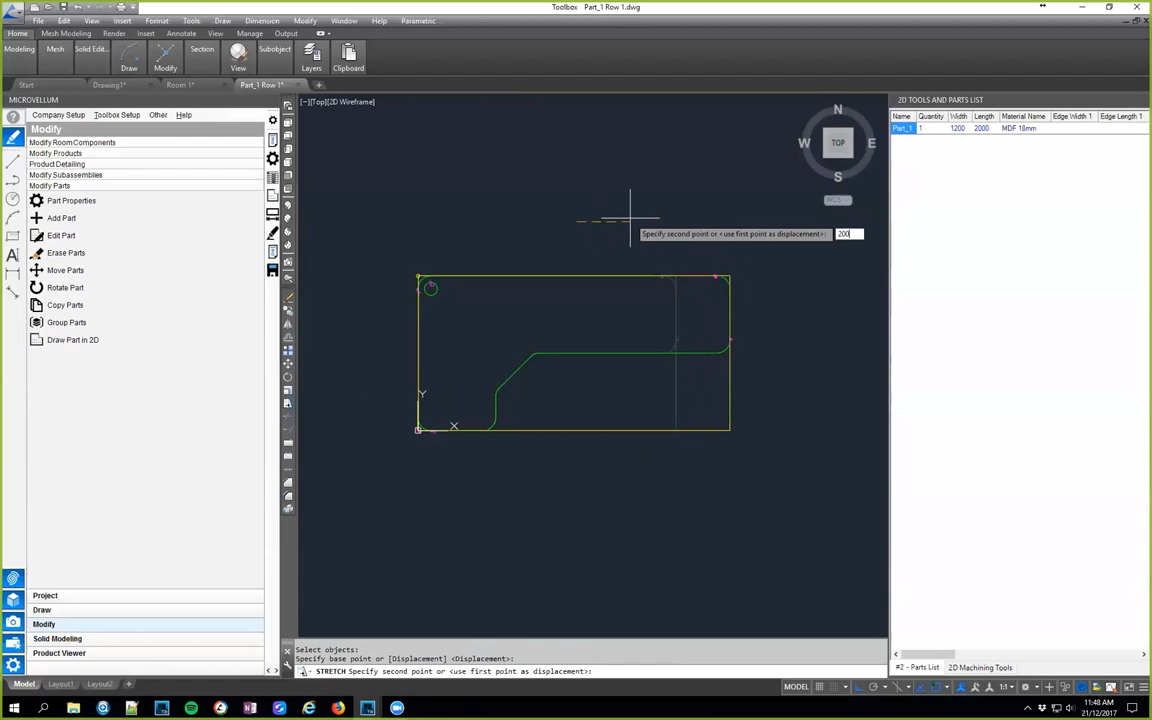 Toolbox    Part_1 Row 1.dwg
File Edit View Insert Format Tools Draw Dimension Modify Window Help Parametric
Home Mesh Modeling Render Insert Annotate View Manage Output
Modeling Mesh Solid Edit... Draw Modify Section View Subobject Layers Clipboard
Start Drawing1* Room 1* Part_1 Row 1*
MICROVELLUM
Company Setup Toolbox Setup Other Help
Modify
Modify RoomComponents
Modify Products
Product Detailing
Modify Subassemblies
Modify Parts
Part Properties
Add Part
Edit Part
Erase Parts
Move Parts
Rotate Part
Copy Parts
Group Parts
Draw Part in 2D
Project
Draw
Modify
Solid Modeling
Product Viewer
[−][Top][2D Wireframe]
N
W TOP E
S
WCS
Specify second point or <use first point as displacement>: 200
Y
X
2D TOOLS AND PARTS LIST
Name Quantity Width Length Material Name Edge Width 1 Edge Length 1
Part_1 1 1200 2000 MDF 18mm
#2 - Parts List 2D Machining Tools
Select objects:
Specify base point or [Displacement] <Displacement>:
STRETCH Specify second point or <use first point as displacement>:
Model Layout1 Layout2 +
MODEL 1:1
11:48 AM
21/12/2017